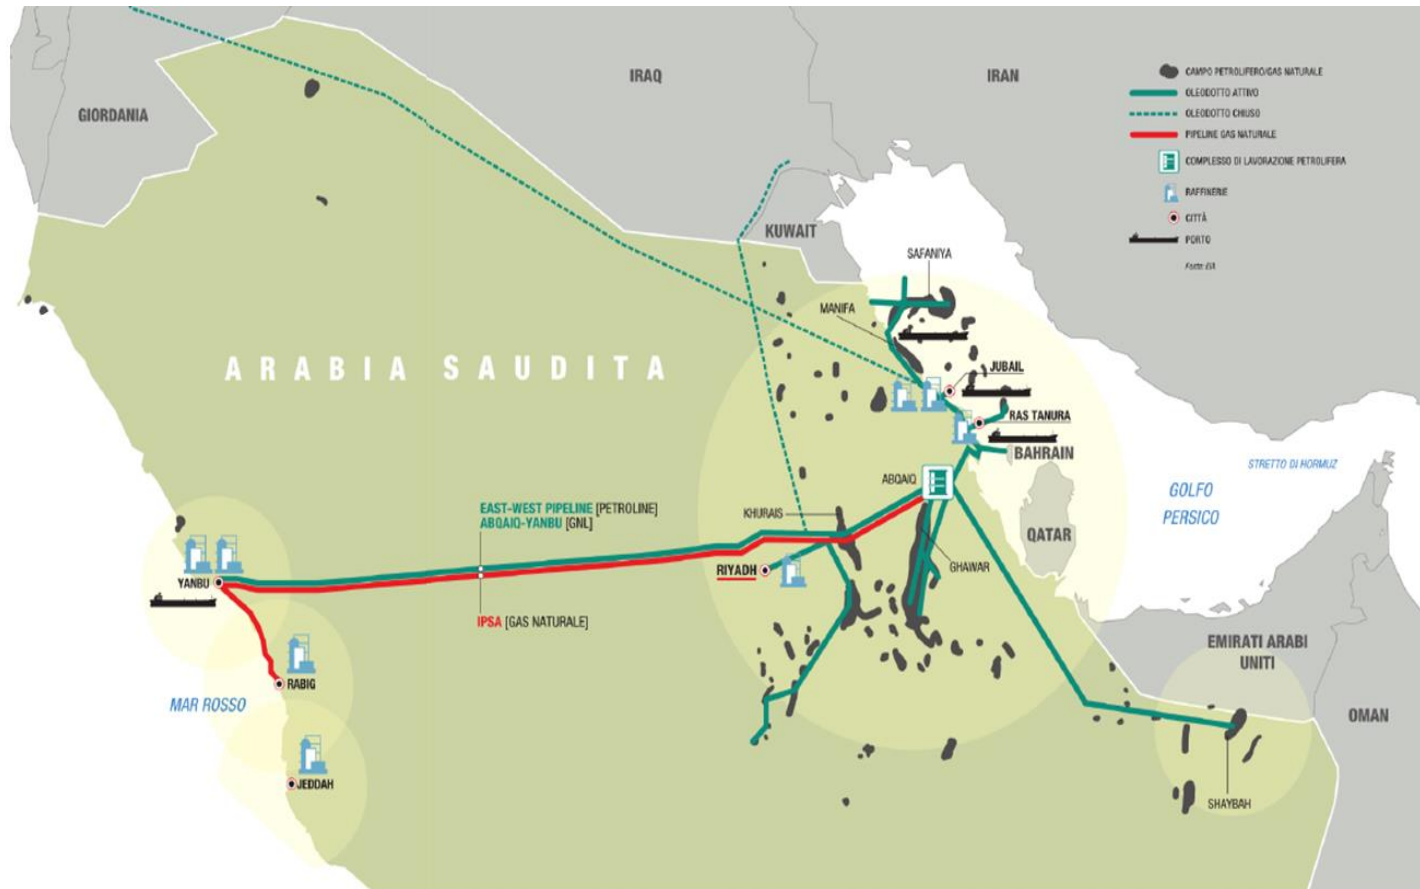 IRAQ
IRAN
GIORDANIA
CAMPO PETROLIFERO/GAS NATURALE
OLEODOTTO ATTIVO
OLEODOTTO CHIUSO
PIPELINE GAS NATURALE
COMPLESSO DI LAVORAZIONE PETROLIFERA
RAFFINERIE
CITTÀ
PORTO
Fonte: EIA
KUWAIT
SAFANIYA
MANIFA
ARABIA SAUDITA
JUBAIL
RAS TANURA
BAHRAIN
STRETTO DI HORMUZ
ABQAIQ
GOLFO
PERSICO
EAST-WEST PIPELINE [PETROLINE]
ABQAIQ-YANBU [GNL]
KHURAIS
QATAR
RIYADH
GHAWAR
YANBU
IPSA [GAS NATURALE]
EMIRATI ARABI
UNITI
RABIG
MAR ROSSO
OMAN
JEDDAH
SHAYBAH